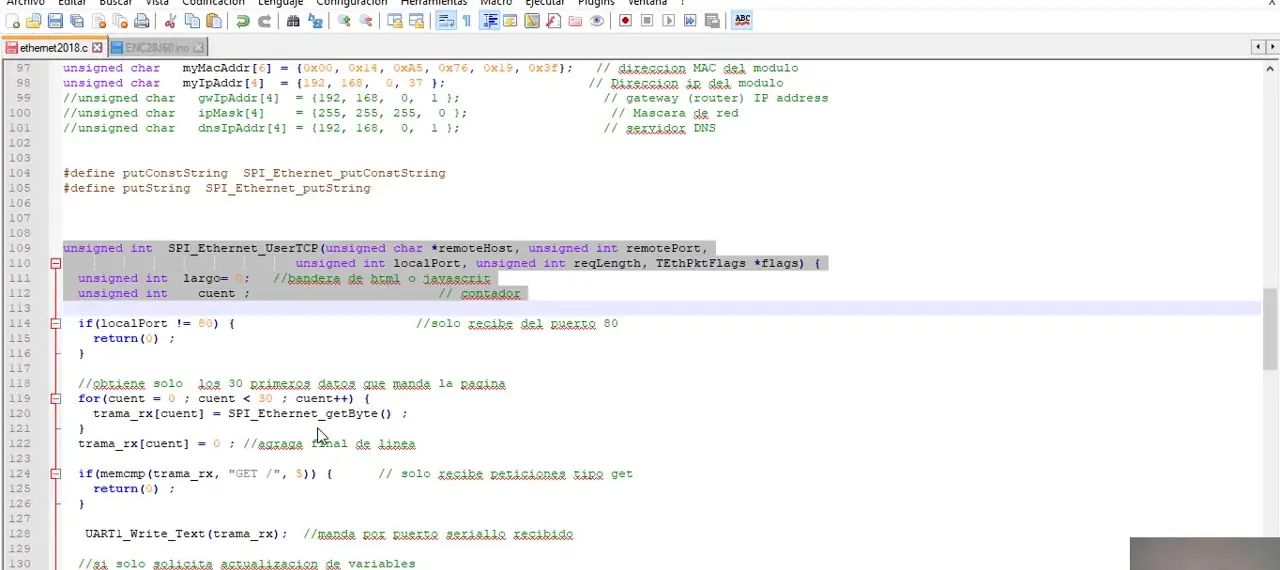 Archivo Editar Buscar Vista Codificación Lenguaje Configuración Herramientas Macro Ejecutar Plugins Ventana ? X
ABC
ethernet2018.c ENC28J60.ino
97 unsigned char myMacAddr[6] = {0x00, 0x14, 0xA5, 0x76, 0x19, 0x3f}; // direccion MAC del modulo
98 unsigned char myIpAddr[4] = {192, 168, 0, 37 }; // Direccion ip del modulo
99 //unsigned char gwIpAddr[4] = {192, 168, 0, 1 }; // gateway (router) IP address
100 //unsigned char ipMask[4] = {255, 255, 255, 0 }; // Mascara de red
101 //unsigned char dnsIpAddr[4] = {192, 168, 0, 1 }; // servidor DNS
102
103
104 #define putConstString SPI_Ethernet_putConstString
105 #define putString SPI_Ethernet_putString
106
107
108
109 unsigned int SPI_Ethernet_UserTCP(unsigned char *remoteHost, unsigned int remotePort,
110 unsigned int localPort, unsigned int reqLength, TEthPktFlags *flags) {
111 unsigned int largo= 0; //bandera de html o javascrit
112 unsigned int cuent ; // contador
113
114 if(localPort != 80) { //solo recibe del puerto 80
115 return(0) ;
116 }
117
118 //obtiene solo los 30 primeros datos que manda la pagina
119 for(cuent = 0 ; cuent < 30 ; cuent++) {
120 trama_rx[cuent] = SPI_Ethernet_getByte() ;
121 }
122 trama_rx[cuent] = 0 ; //agraga final de linea
123
124 if(memcmp(trama_rx, "GET /", 5)) { // solo recibe peticiones tipo get
125 return(0) ;
126 }
127
128 UART1_Write_Text(trama_rx); //manda por puerto seriallo recibido
129
130 //si solo solicita actualizacion de variables